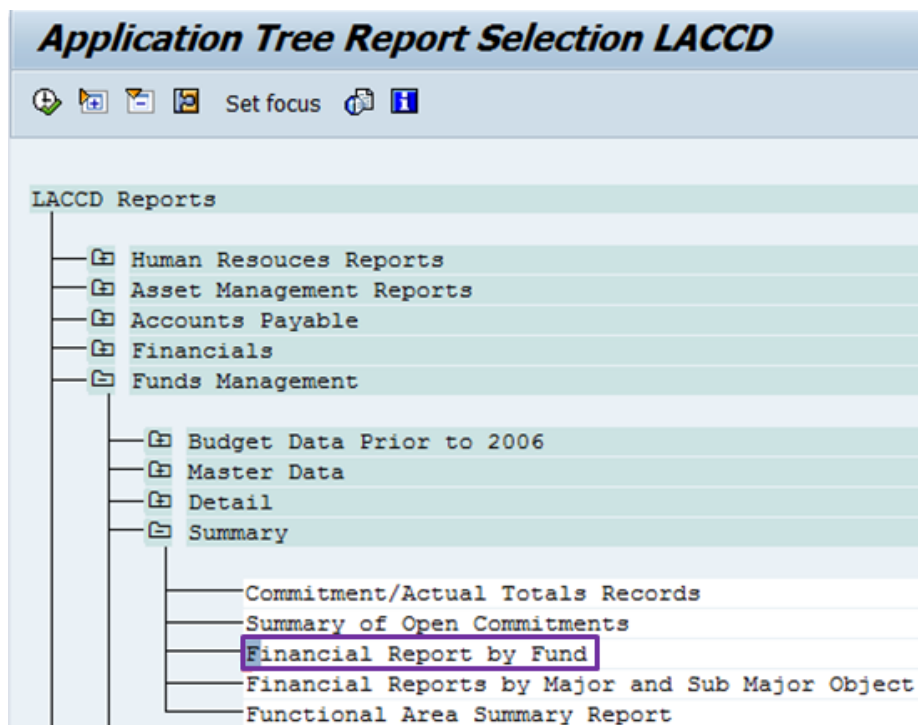 Application Tree Report Selection LACCD
Set focus
LACCD Reports
Human Resouces Reports
Asset Management Reports
Accounts Payable
Financials
Funds Management
Budget Data Prior to 2006
Master Data
Detail
Summary
Commitment/Actual Totals Records
Summary of Open Commitments
Financial Report by Fund
Financial Reports by Major and Sub Major Object
Functional Area Summary Report